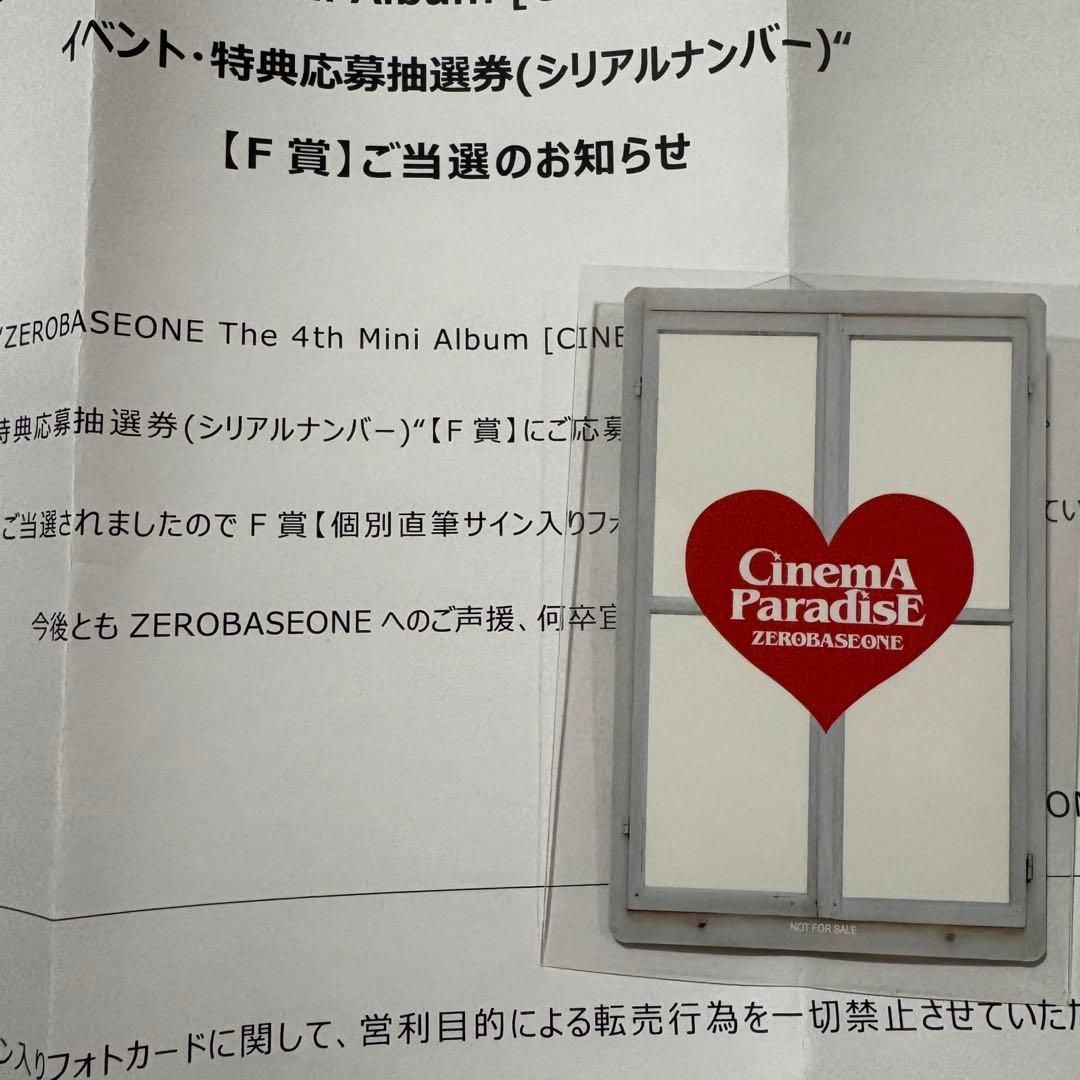 Album [C
イベント・特典応募抽選券(シリアルナンバー)“
【F 賞】ご当選のお知らせ
“ZEROBASEONE The 4th Mini Album [CINE
特典応募抽選券(シリアルナンバー)“【F 賞】にご応募
ご当選されましたので F 賞【個別直筆サイン入りフォ
てい
今後とも ZEROBASEONE へのご声援、何卒宜
CinemA
ParadisE
ZEROBASEONE
ON
NOT FOR SALE
ン入りフォトカードに関して、営利目的による転売行為を一切禁止させていただ